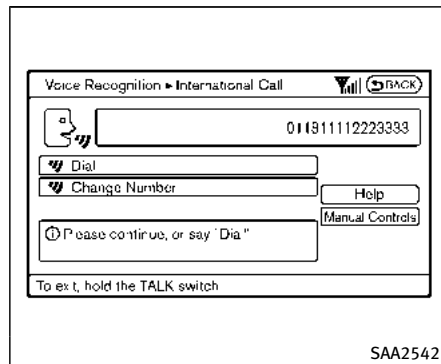 Voice Recognition ▸ International Call BACK
011811112223333
Dial
Change Number
Help
Manual Controls
Please continue, or say "Dial"
To exit, hold the TALK switch
SAA2542